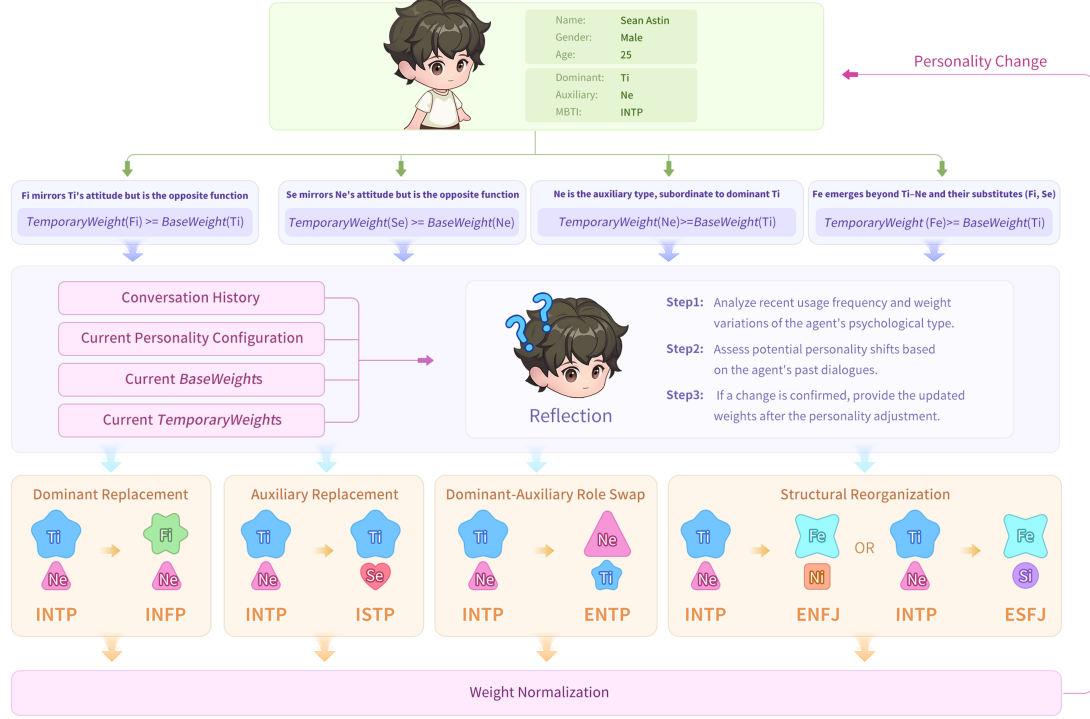 Name: Sean Astin
Gender: Male
Age: 25
Dominant: Ti
Auxiliary: Ne
MBTI: INTP
Personality Change
Fi mirrors Ti's attitude but is the opposite function
TemporaryWeight(Fi) >= BaseWeight(Ti)
Se mirrors Ne's attitude but is the opposite function
TemporaryWeight(Se) >= BaseWeight(Ne)
Ne is the auxiliary type, subordinate to dominant Ti
TemporaryWeight(Ne)>=BaseWeight(Ti)
Fe emerges beyond Ti–Ne and their substitutes (Fi, Se)
TemporaryWeight (Fe)>= BaseWeight(Ti)
Conversation History
Current Personality Configuration
Current BaseWeights
Current TemporaryWeights
??
Reflection
Step1: Analyze recent usage frequency and weight
variations of the agent's psychological type.
Step2: Assess potential personality shifts based
on the agent's past dialogues.
Step3: If a change is confirmed, provide the updated
weights after the personality adjustment.
Dominant Replacement
Ti Fi
Ne Ne
INTP INFP
Auxiliary Replacement
Ti Ti
Ne Se
INTP ISTP
Dominant-Auxiliary Role Swap
Ti Ne
Ne Ti
INTP ENTP
Structural Reorganization
Ti Fe OR Ti Fe
Ne Ni Ne Si
INTP ENFJ INTP ESFJ
Weight Normalization